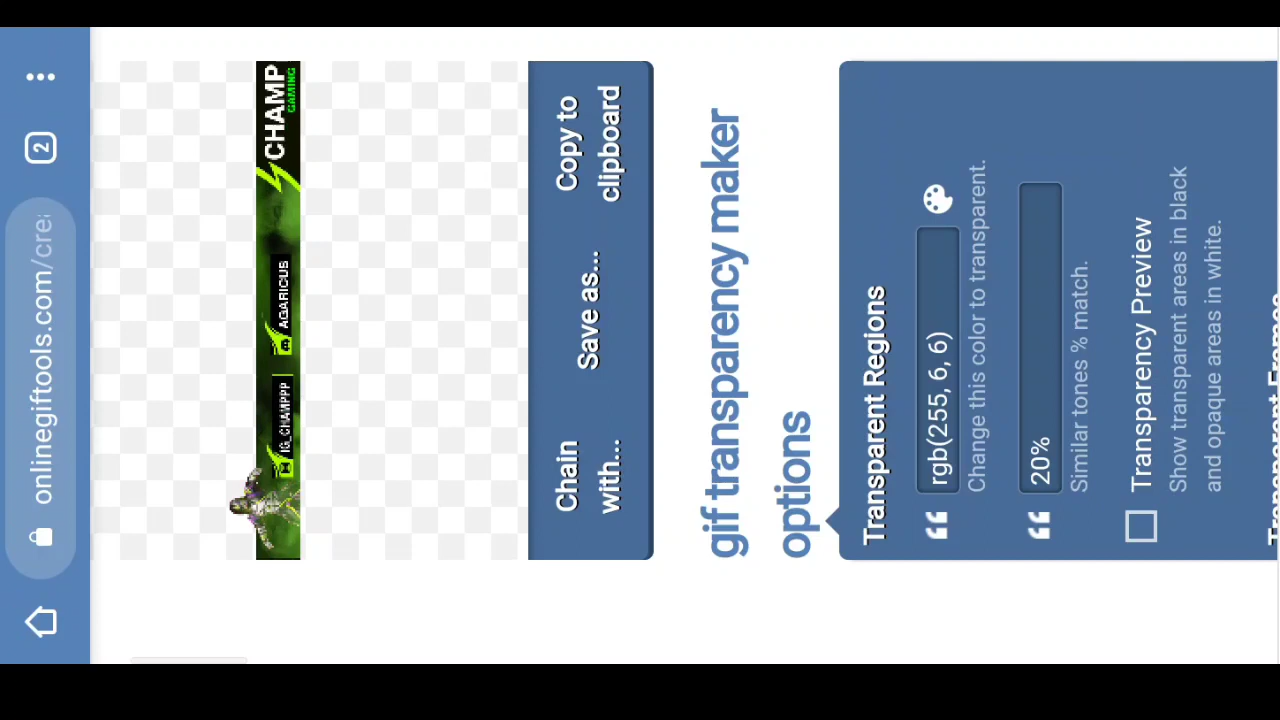 onlinegiftools.com/crea
2
IG_CHAMPPP
AGARICUS
CHAMP
GAMING
Chain
with...
Save as...
Copy to
clipboard
gif transparency maker
options
Transparent Regions
rgb(255, 6, 6)
Change this color to transparent.
20%
Similar tones % match.
Transparency Preview
Show transparent areas in black
and opaque areas in white.